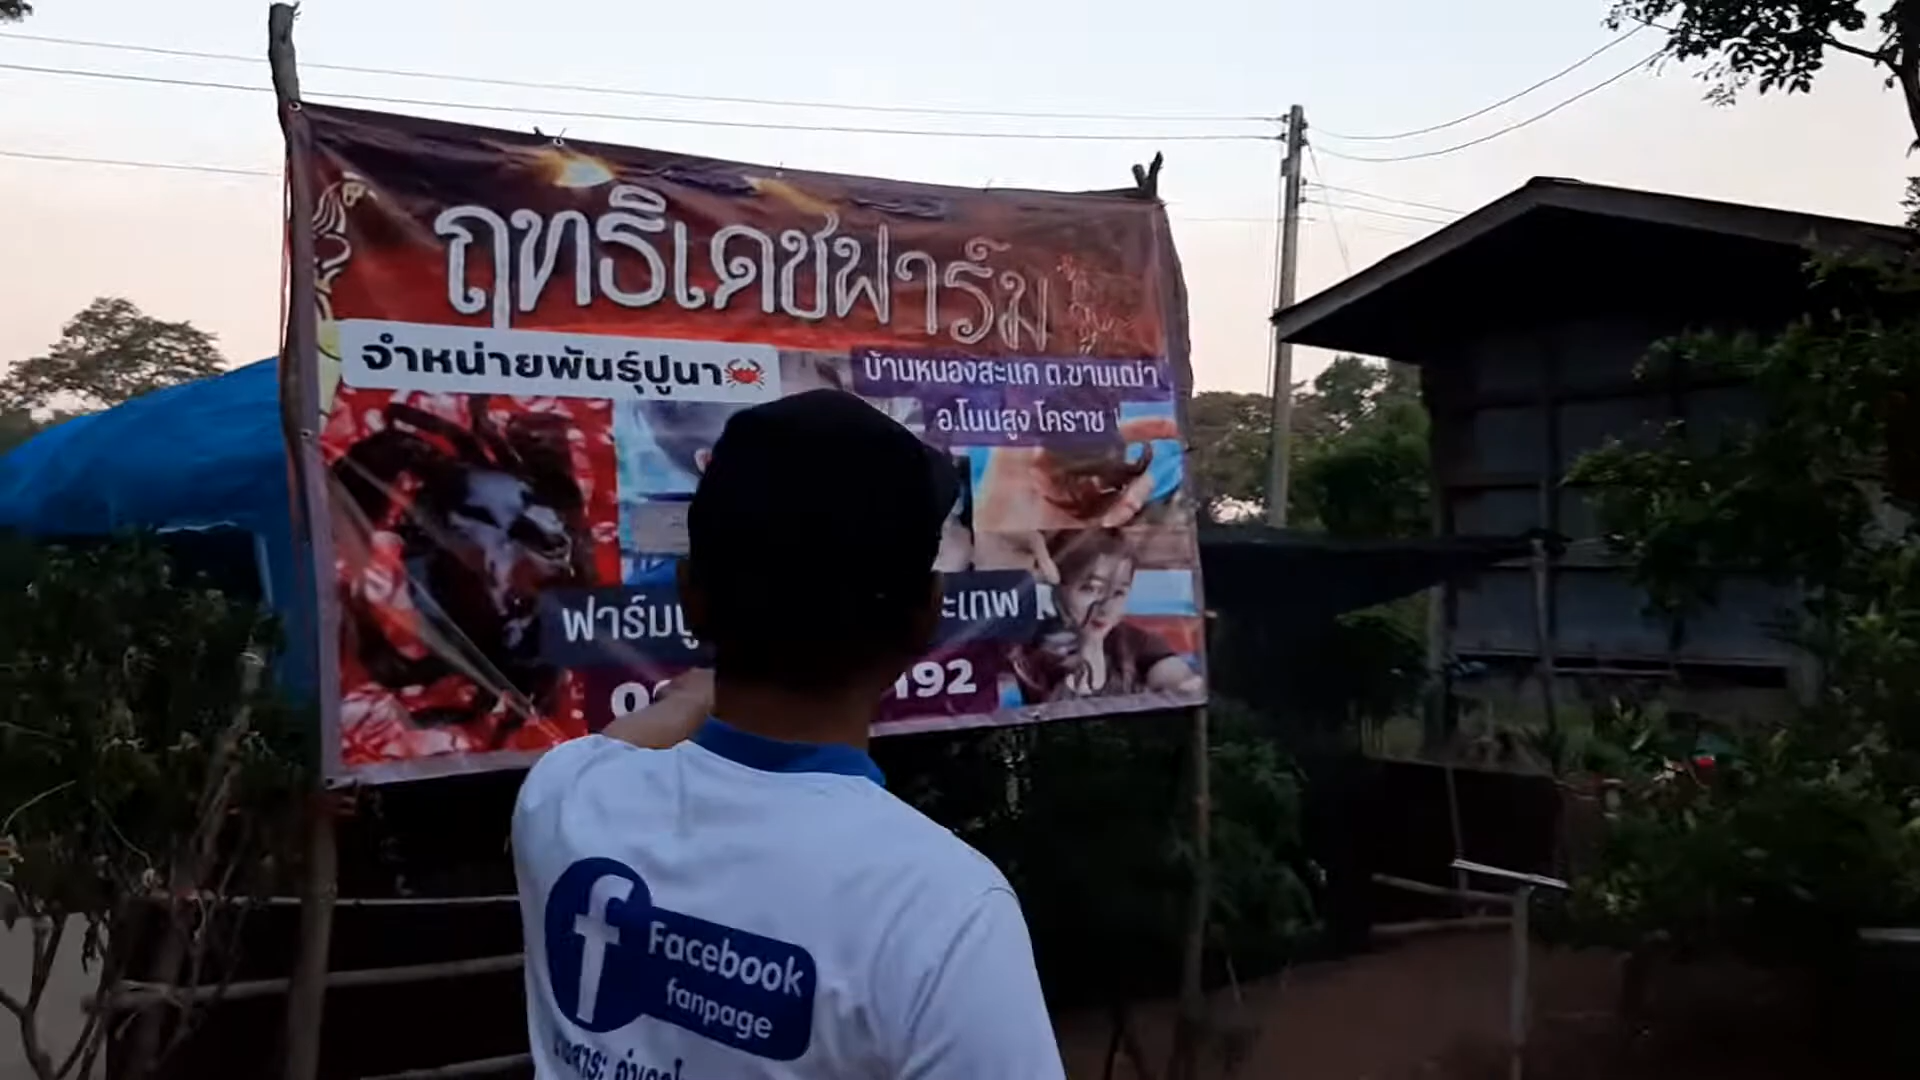 ฤทธิเดชฟาร์ม
จำหน่ายพันธุ์ปูนา🦀
บ้านหนองสะแก ต.ขามเฒ่า
อ.โนนสูง โคราช
ฟาร์มปู
ะเทพ
192
Facebook
fanpage